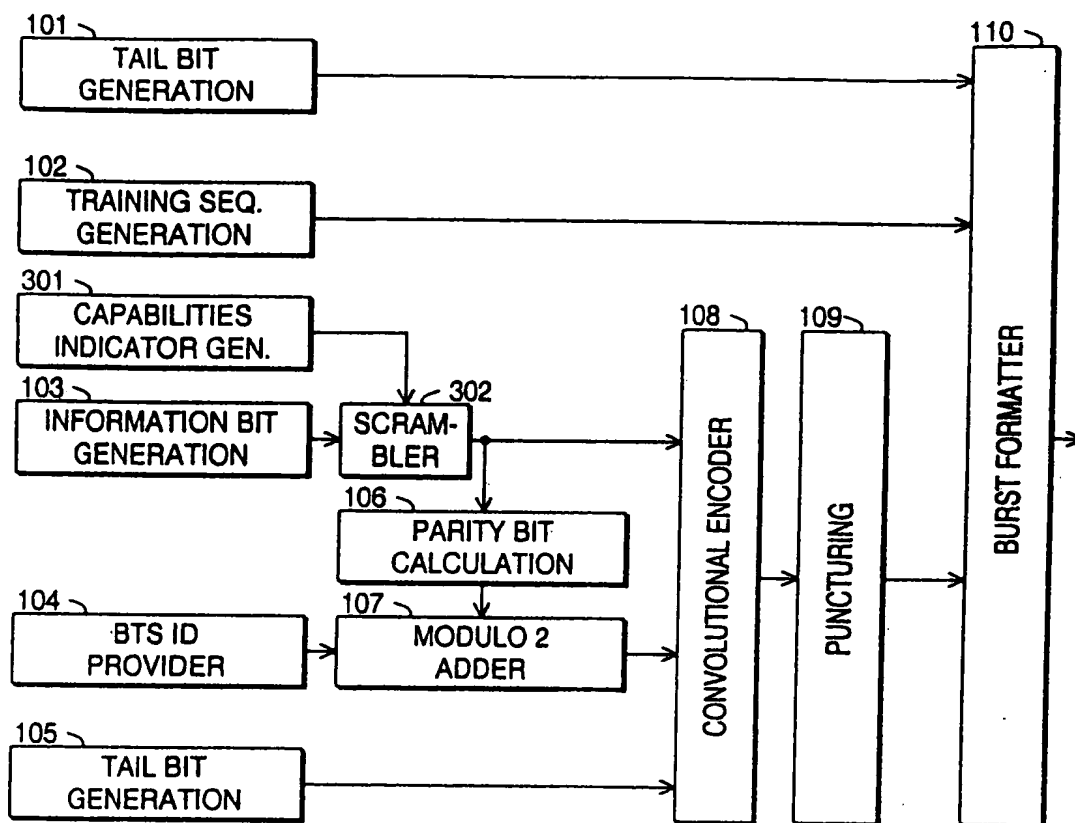 101
TAIL BIT
GENERATION
110
102
TRAINING SEQ.
GENERATION
301
CAPABILITIES
INDICATOR GEN.
108
109
103
INFORMATION BIT
GENERATION
302
SCRAM-
BLER
106
PARITY BIT
CALCULATION
104
BTS ID
PROVIDER
107
MODULO 2
ADDER
105
TAIL BIT
GENERATION
CONVOLUTIONAL ENCODER
PUNCTURING
BURST FORMATTER